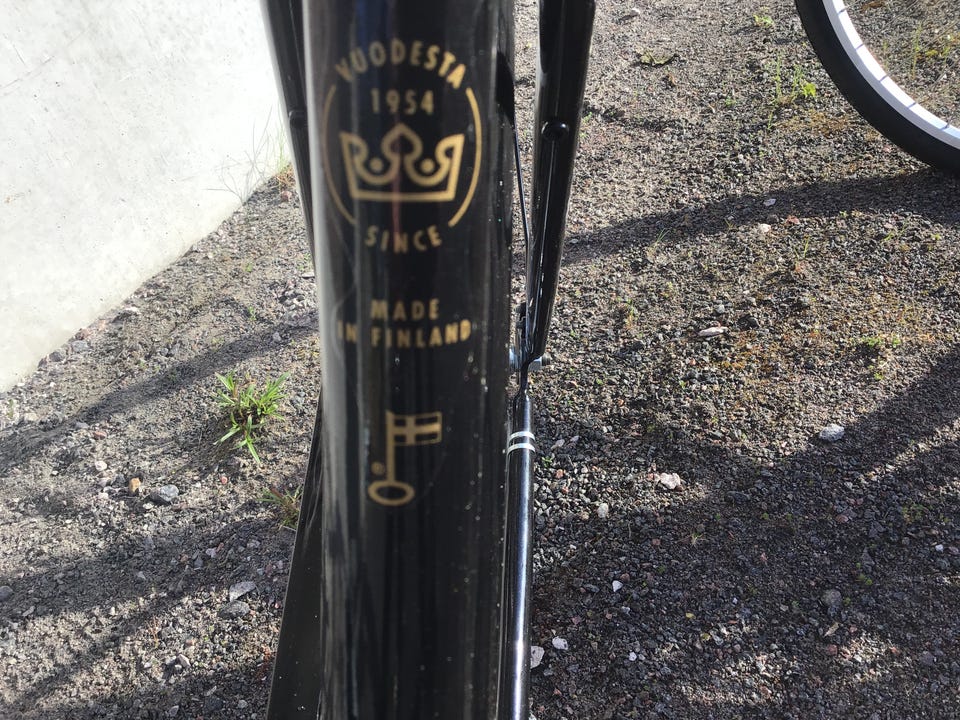 VUODESTA
1954
SINCE
MADE
IN FINLAND